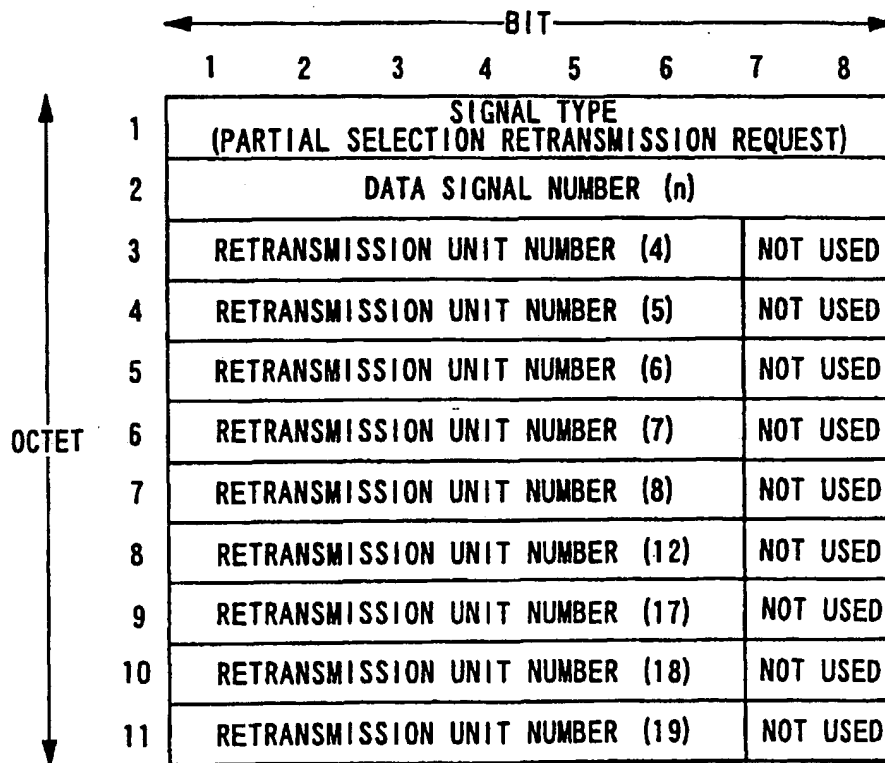 BIT
1 2 3 4 5 6 7 8
1 SIGNAL TYPE
(PARTIAL SELECTION RETRANSMISSION REQUEST)
2 DATA SIGNAL NUMBER (n)
3 RETRANSMISSION UNIT NUMBER (4) NOT USED
4 RETRANSMISSION UNIT NUMBER (5) NOT USED
5 RETRANSMISSION UNIT NUMBER (6) NOT USED
OCTET 6 RETRANSMISSION UNIT NUMBER (7) NOT USED
7 RETRANSMISSION UNIT NUMBER (8) NOT USED
8 RETRANSMISSION UNIT NUMBER (12) NOT USED
9 RETRANSMISSION UNIT NUMBER (17) NOT USED
10 RETRANSMISSION UNIT NUMBER (18) NOT USED
11 RETRANSMISSION UNIT NUMBER (19) NOT USED